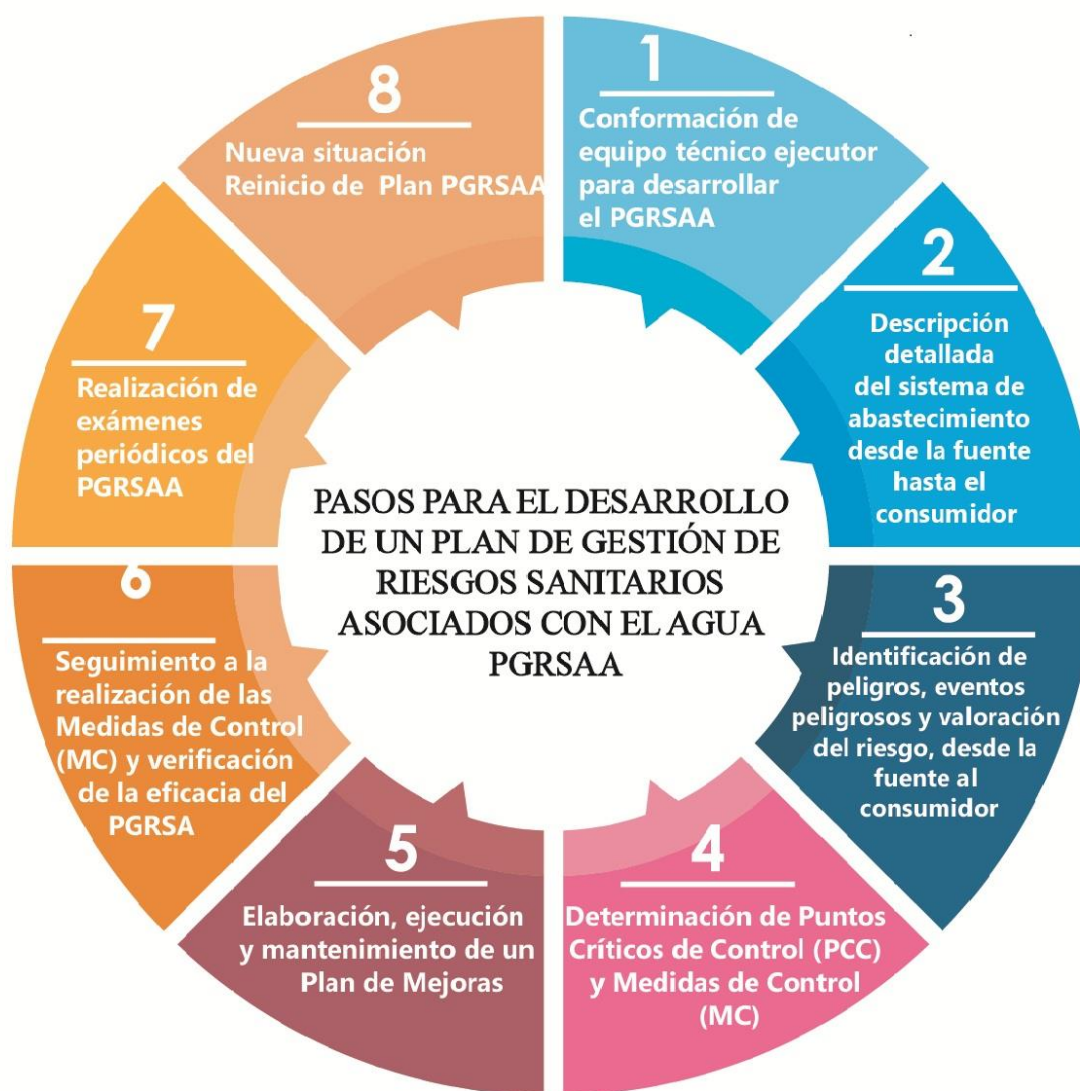 1
Conformación de
equipo técnico ejecutor
para desarrollar
el PGRSAA
2
Descripción
detallada
del sistema de
abastecimiento
desde la fuente
hasta el
consumidor
3
Identificación de
peligros, eventos
peligrosos y valoración
del riesgo, desde la
fuente al
consumidor
4
Determinación de Puntos
Críticos de Control (PCC)
y Medidas de Control
(MC)
5
Elaboración, ejecución
y mantenimiento de un
Plan de Mejoras
6
Seguimiento a la
realización de las
Medidas de Control
(MC) y verificación
de la eficacia del
PGRSA
7
Realización de
exámenes
periódicos del
PGRSAA
8
Nueva situación
Reinicio de Plan PGRSAA
PASOS PARA EL DESARROLLO
DE UN PLAN DE GESTIÓN DE
RIESGOS SANITARIOS
ASOCIADOS CON EL AGUA
PGRSAA